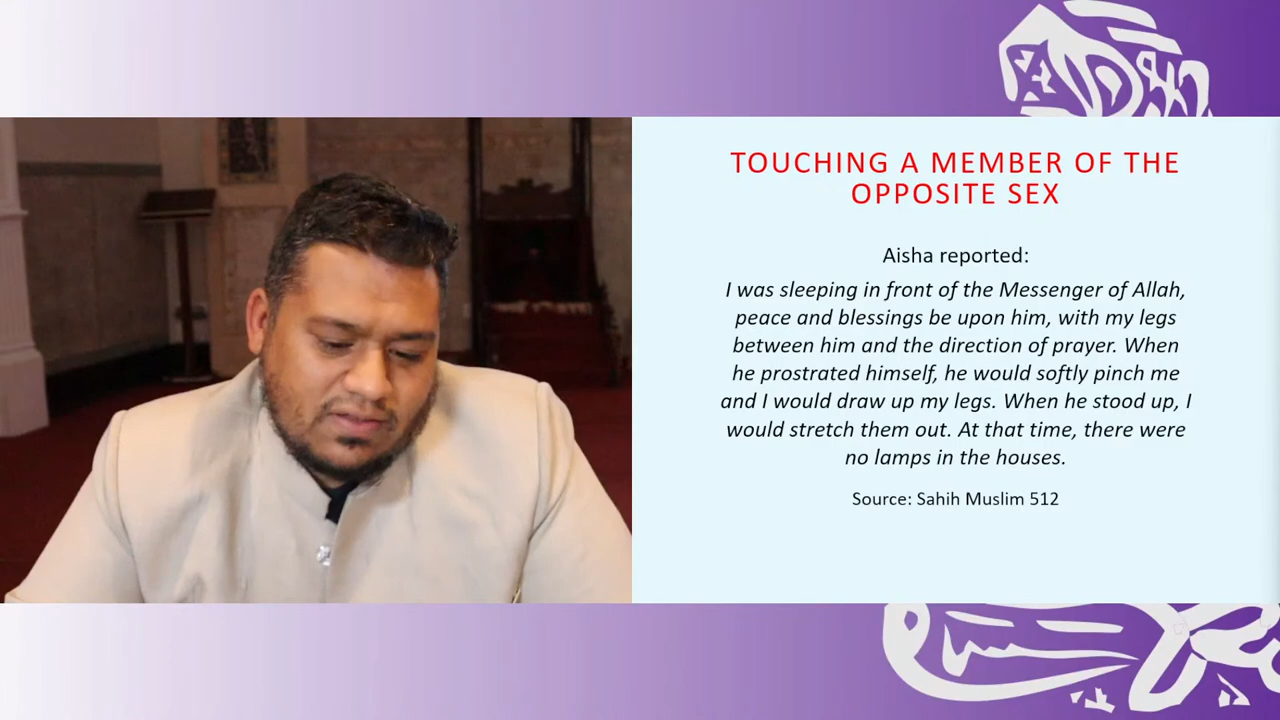 TOUCHING A MEMBER OF THE
OPPOSITE SEX
Aisha reported:
I was sleeping in front of the Messenger of Allah,
peace and blessings be upon him, with my legs
between him and the direction of prayer. When
he prostrated himself, he would softly pinch me
and I would draw up my legs. When he stood up, I
would stretch them out. At that time, there were
no lamps in the houses.
Source: Sahih Muslim 512